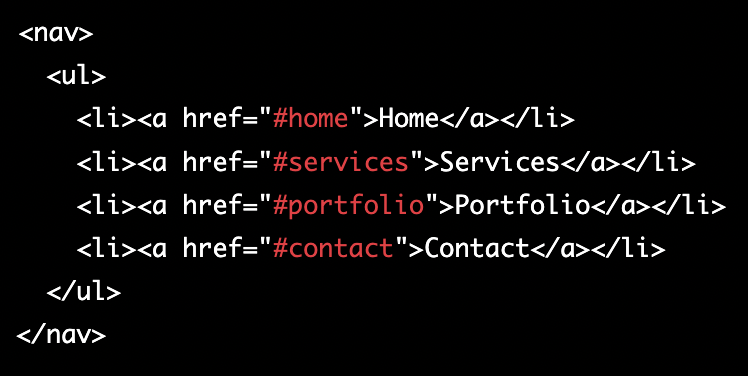 <nav>
  <ul>
    <li><a href="#home">Home</a></li>
    <li><a href="#services">Services</a></li>
    <li><a href="#portfolio">Portfolio</a></li>
    <li><a href="#contact">Contact</a></li>
  </ul>
</nav>